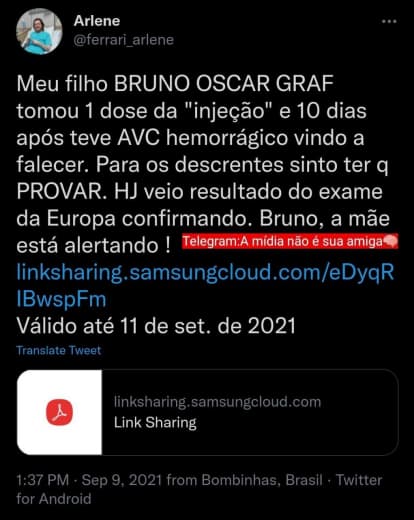 Arlene
@ferrari_arlene
Meu filho BRUNO OSCAR GRAF
tomou 1 dose da "injeção" e 10 dias
após teve AVC hemorrágico vindo a
falecer. Para os descrentes sinto ter q
PROVAR. HJ veio resultado do exame
da Europa confirmando. Bruno, a mãe
está alertando ! Telegram:A mídia não é sua amiga🧠
linksharing.samsungcloud.com/eDyqR
IBwspFm
Válido até 11 de set. de 2021
Translate Tweet
linksharing.samsungcloud.com
Link Sharing
1:37 PM · Sep 9, 2021 from Bombinhas, Brasil · Twitter
for Android